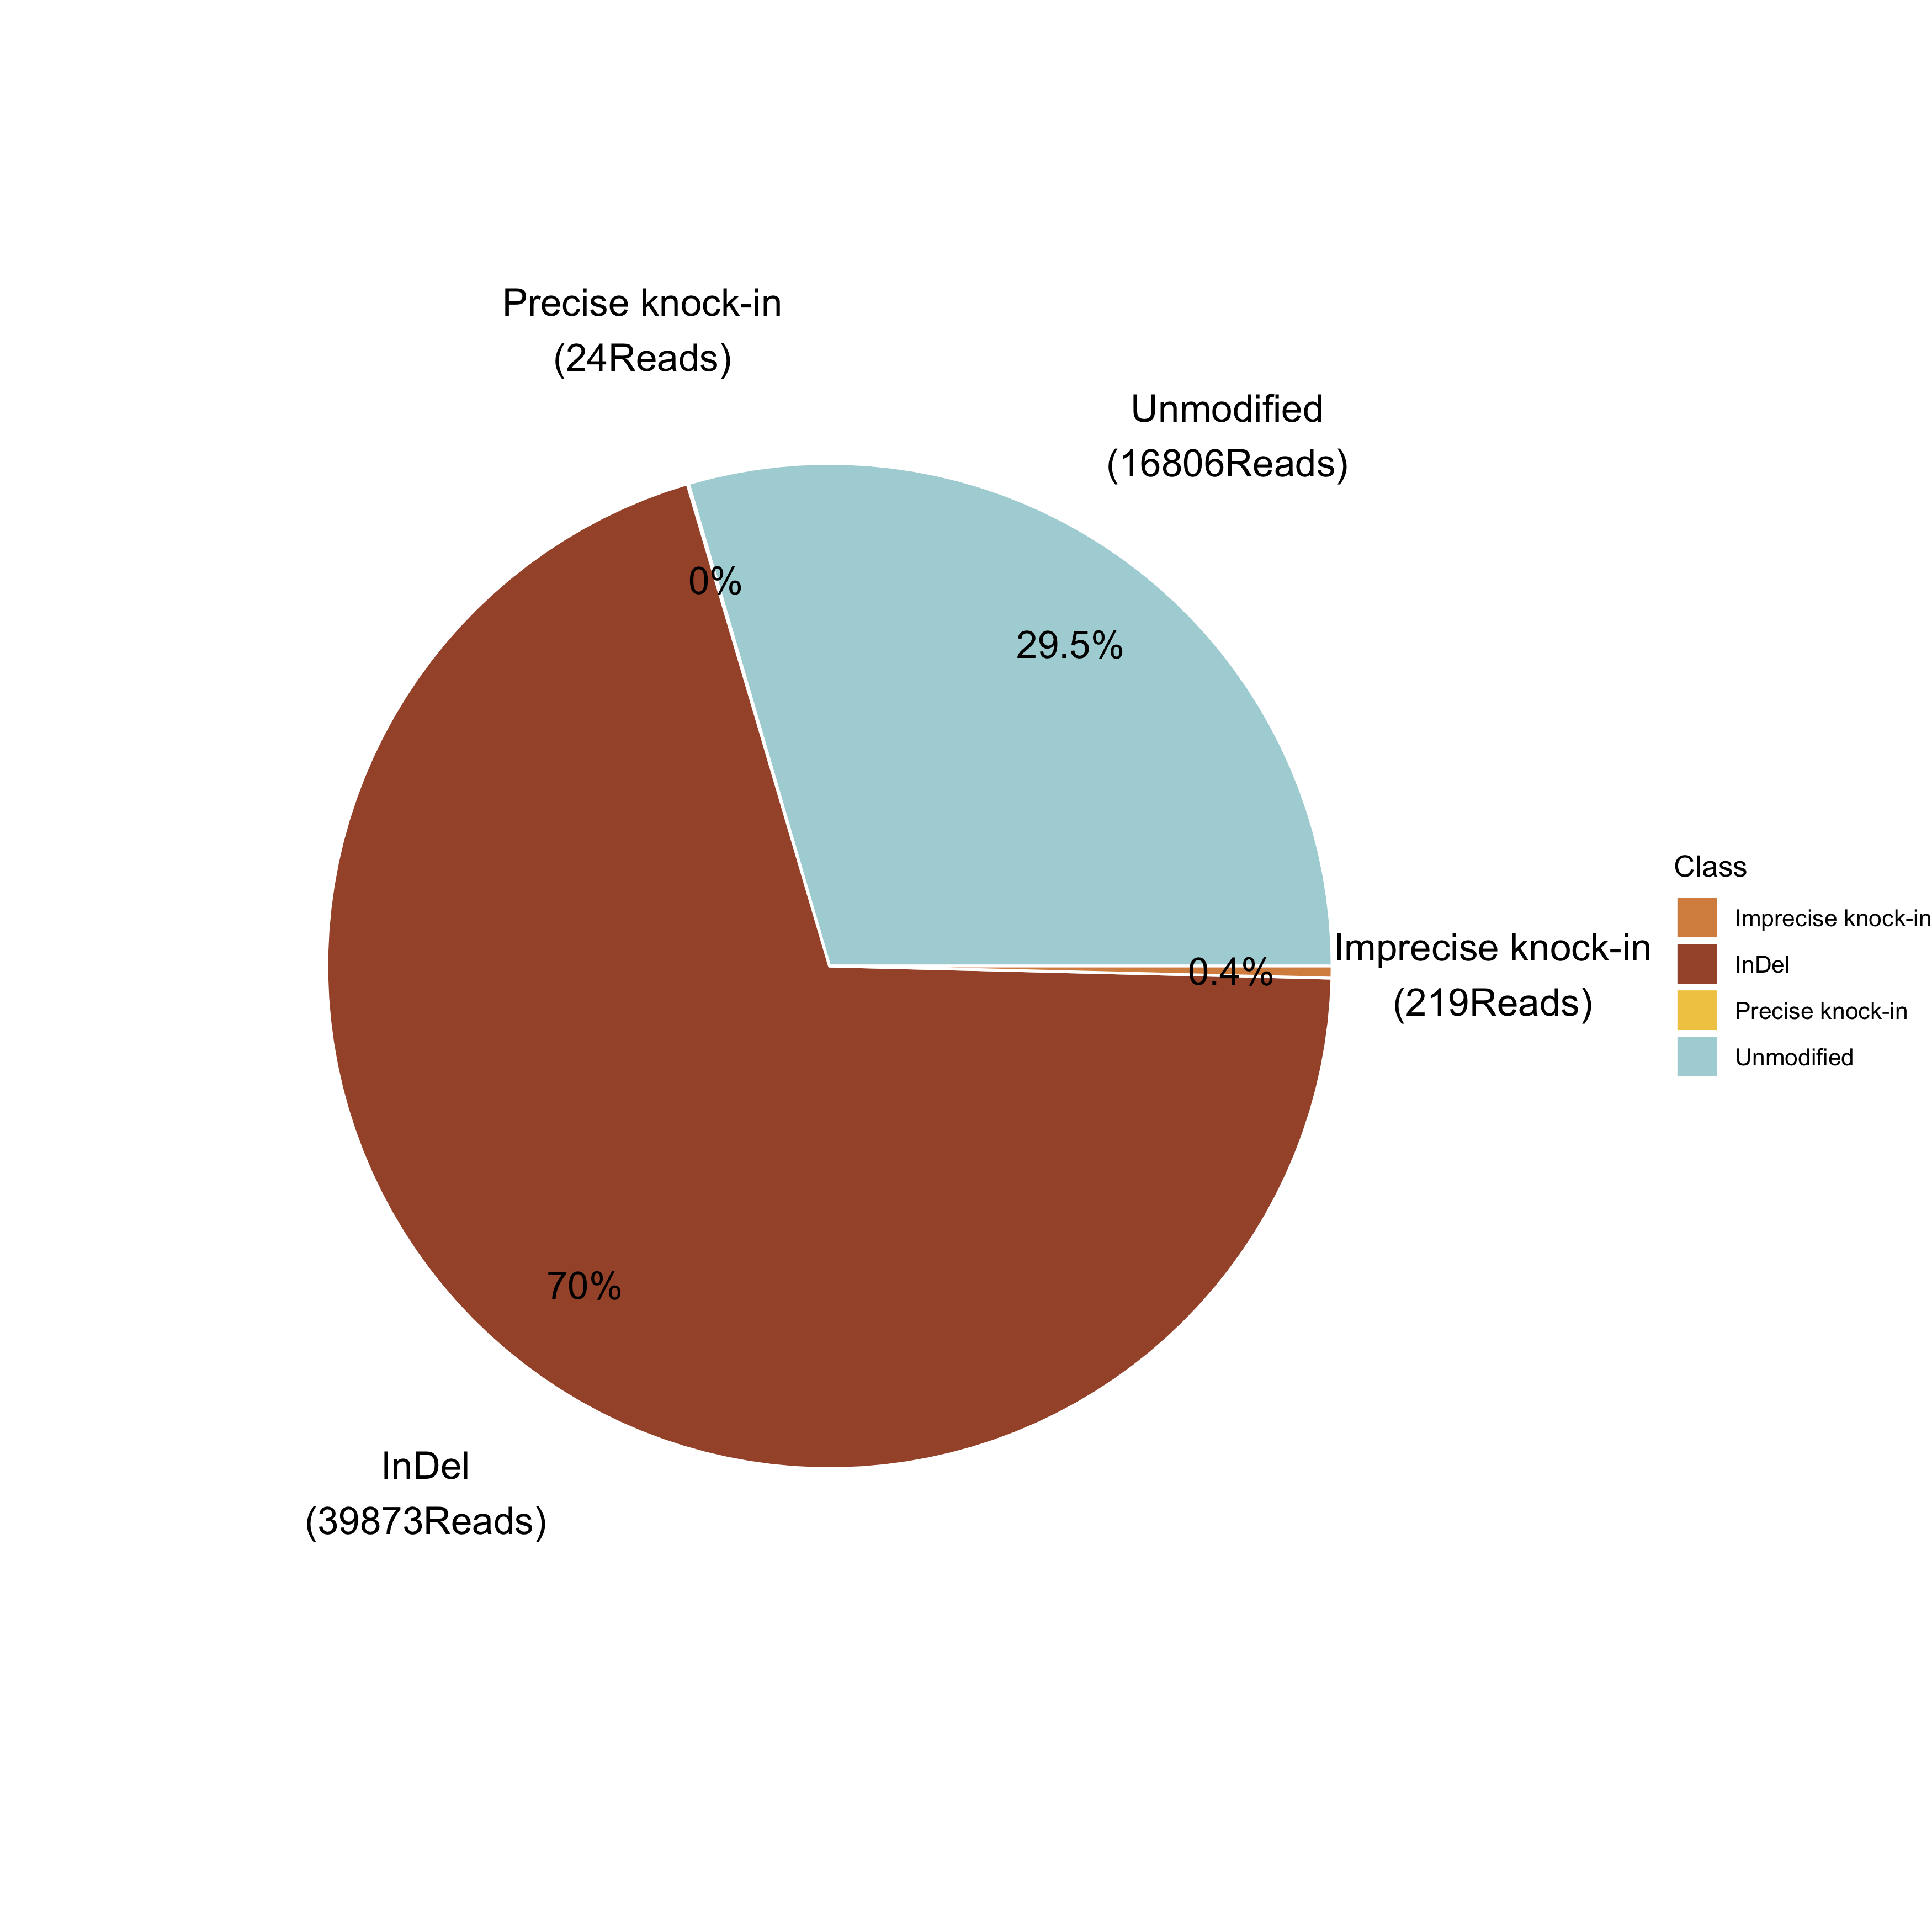 Precise knock-in
(24Reads)
Unmodified
(16806Reads)
0%
29.5%
Imprecise knock-in
(219Reads)
0.4%
70%
InDel
(39873Reads)
Class
Imprecise knock-in
InDel
Precise knock-in
Unmodified